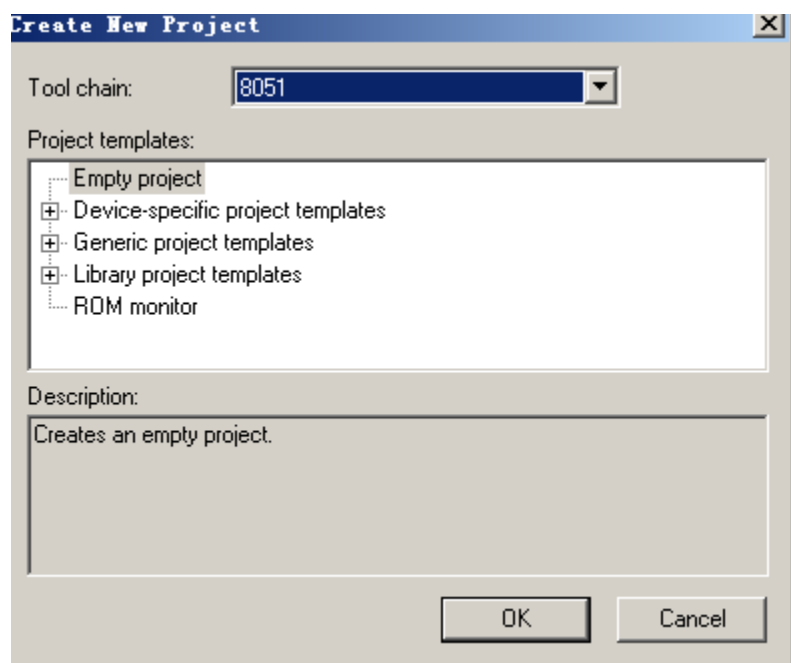 Create New Project
Tool chain: 8051
Project templates:
Empty project
Device-specific project templates
Generic project templates
Library project templates
ROM monitor
Description:
Creates an empty project.
OK Cancel